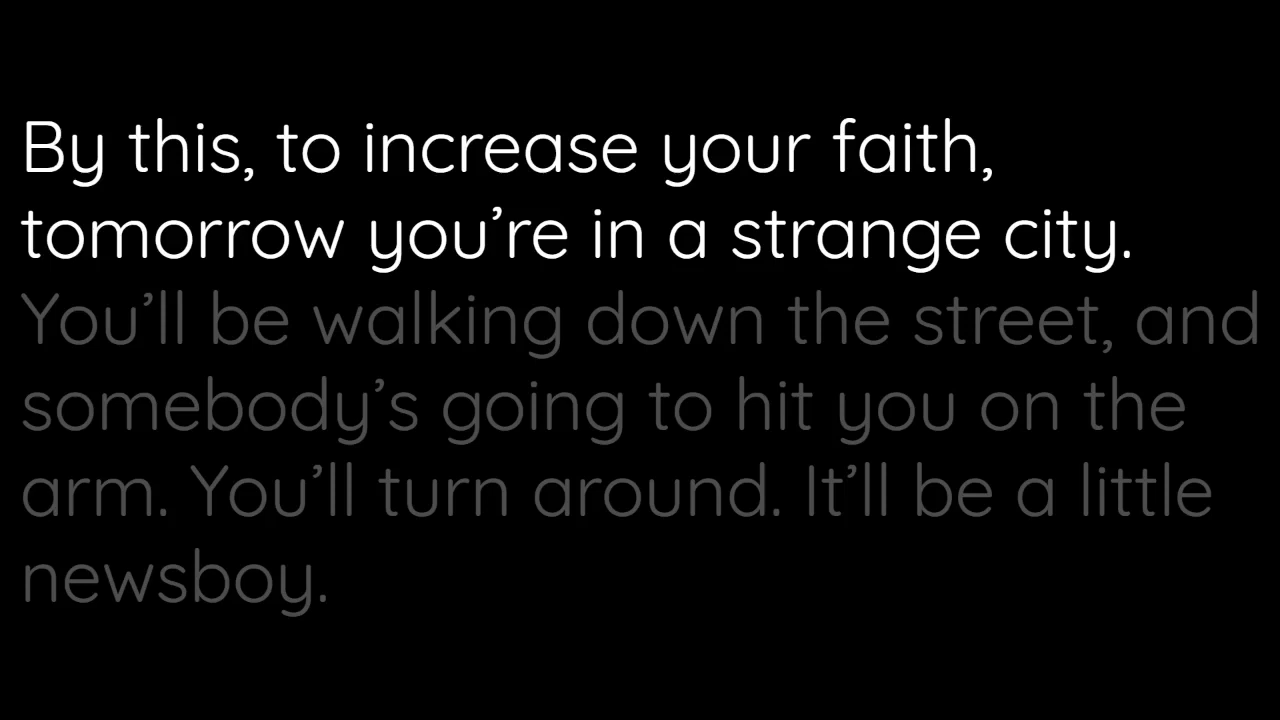 By this, to increase your faith,
tomorrow you’re in a strange city.
You’ll be walking down the street, and
somebody’s going to hit you on the
arm. You’ll turn around. It’ll be a little
newsboy.